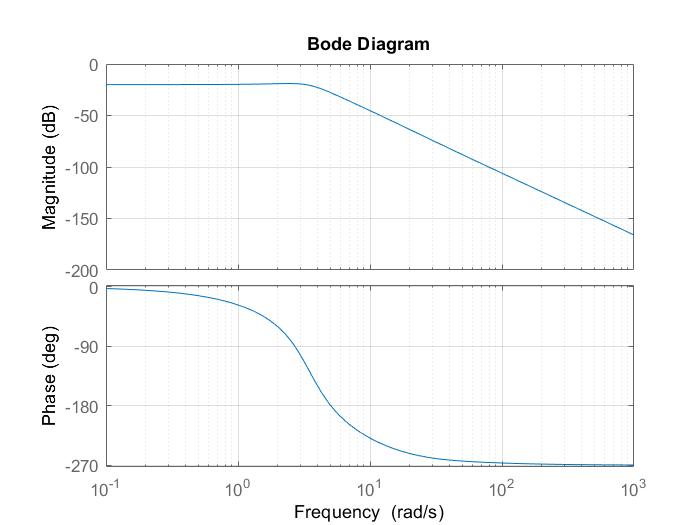 Bode Diagram
Magnitude (dB)
0
-50
-100
-150
-200
Phase (deg)
0
-90
-180
-270
10^-1 10^0 10^1 10^2 10^3
Frequency (rad/s)